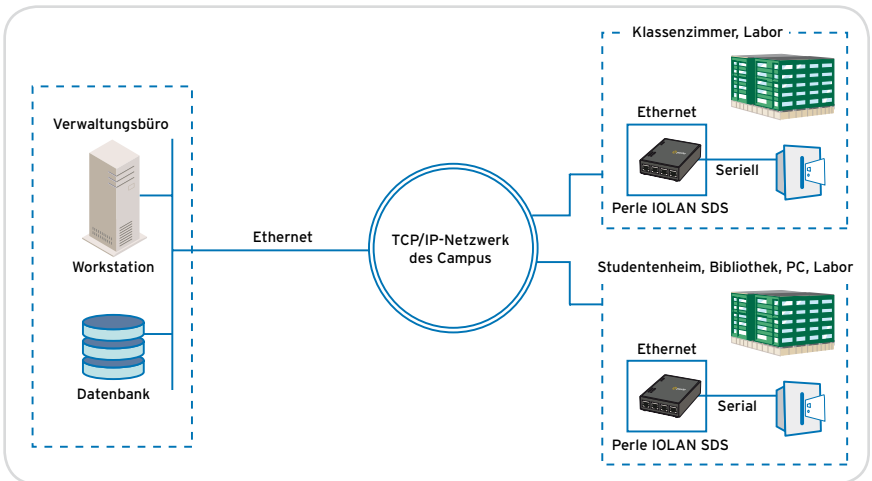 Verwaltungsbüro
Workstation
Datenbank
Ethernet
TCP/IP-Netzwerk
des Campus
Klassenzimmer, Labor
Ethernet
Seriell
Perle IOLAN SDS
Studentenheim, Bibliothek, PC, Labor
Ethernet
Serial
Perle IOLAN SDS